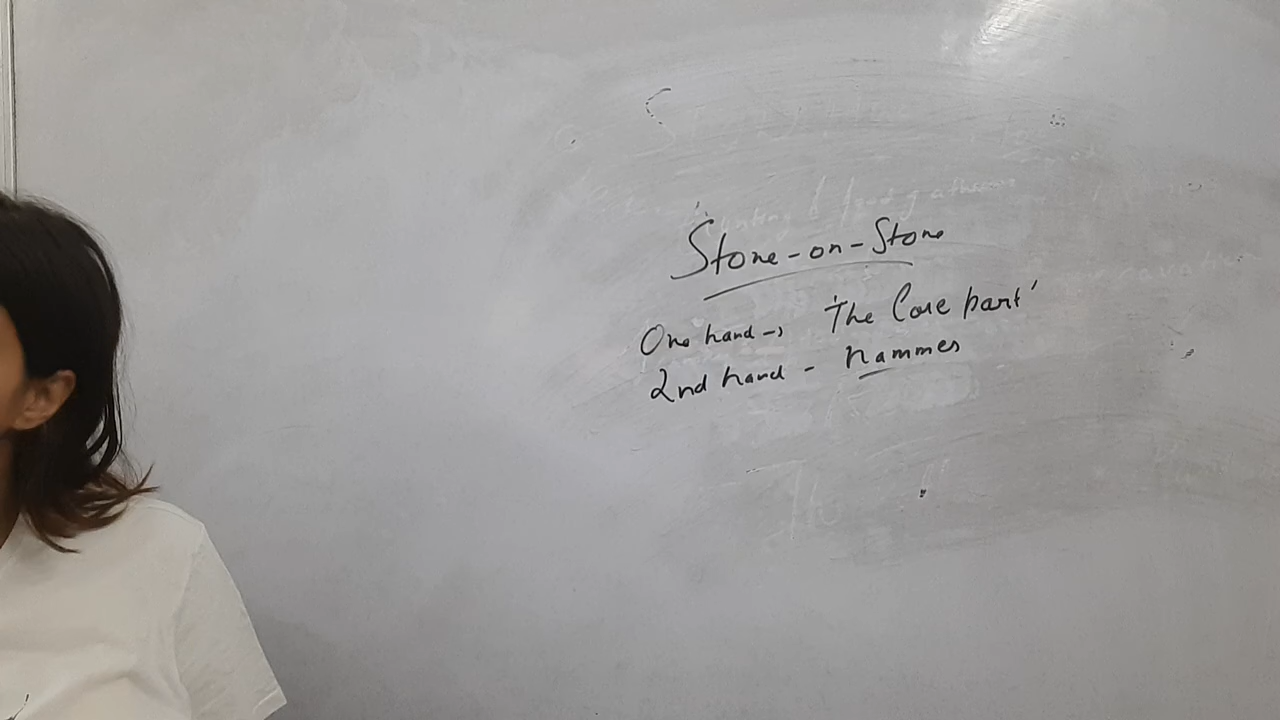 Stone-on-Stone
One hand → 'The Core part'
2nd hand - hammer